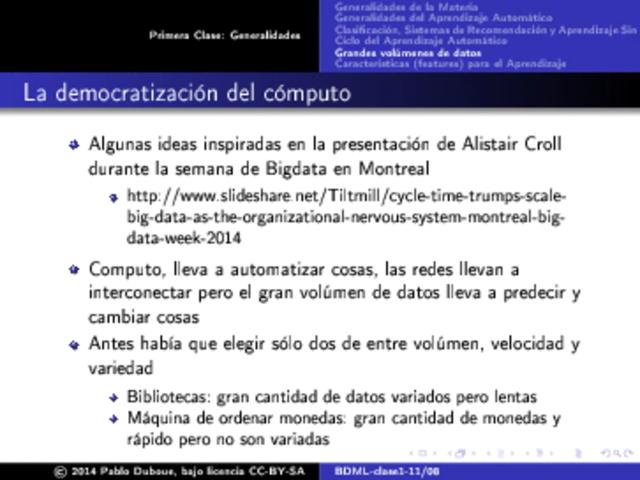 Primera Clase: Generalidades
Generalidades de la Materia
Generalidades del Aprendizaje Automático
Clasificación, Sistemas de Recomendación y Aprendizaje Sin
Ciclo del Aprendizaje Automático
Grandes volúmenes de datos
Características (features) para el Aprendizaje
La democratización del cómputo
Algunas ideas inspiradas en la presentación de Alistair Croll
durante la semana de Bigdata en Montreal
http://www.slideshare.net/Tiltmill/cycle-time-trumps-scale-
big-data-as-the-organizational-nervous-system-montreal-big-
data-week-2014
Computo, lleva a automatizar cosas, las redes llevan a
interconectar pero el gran volúmen de datos lleva a predecir y
cambiar cosas
Antes había que elegir sólo dos de entre volúmen, velocidad y
variedad
Bibliotecas: gran cantidad de datos variados pero lentas
Máquina de ordenar monedas: gran cantidad de monedas y
rápido pero no son variadas
© 2014 Pablo Duboue, bajo licencia CC-BY-SA
BDML-clase1-11/08